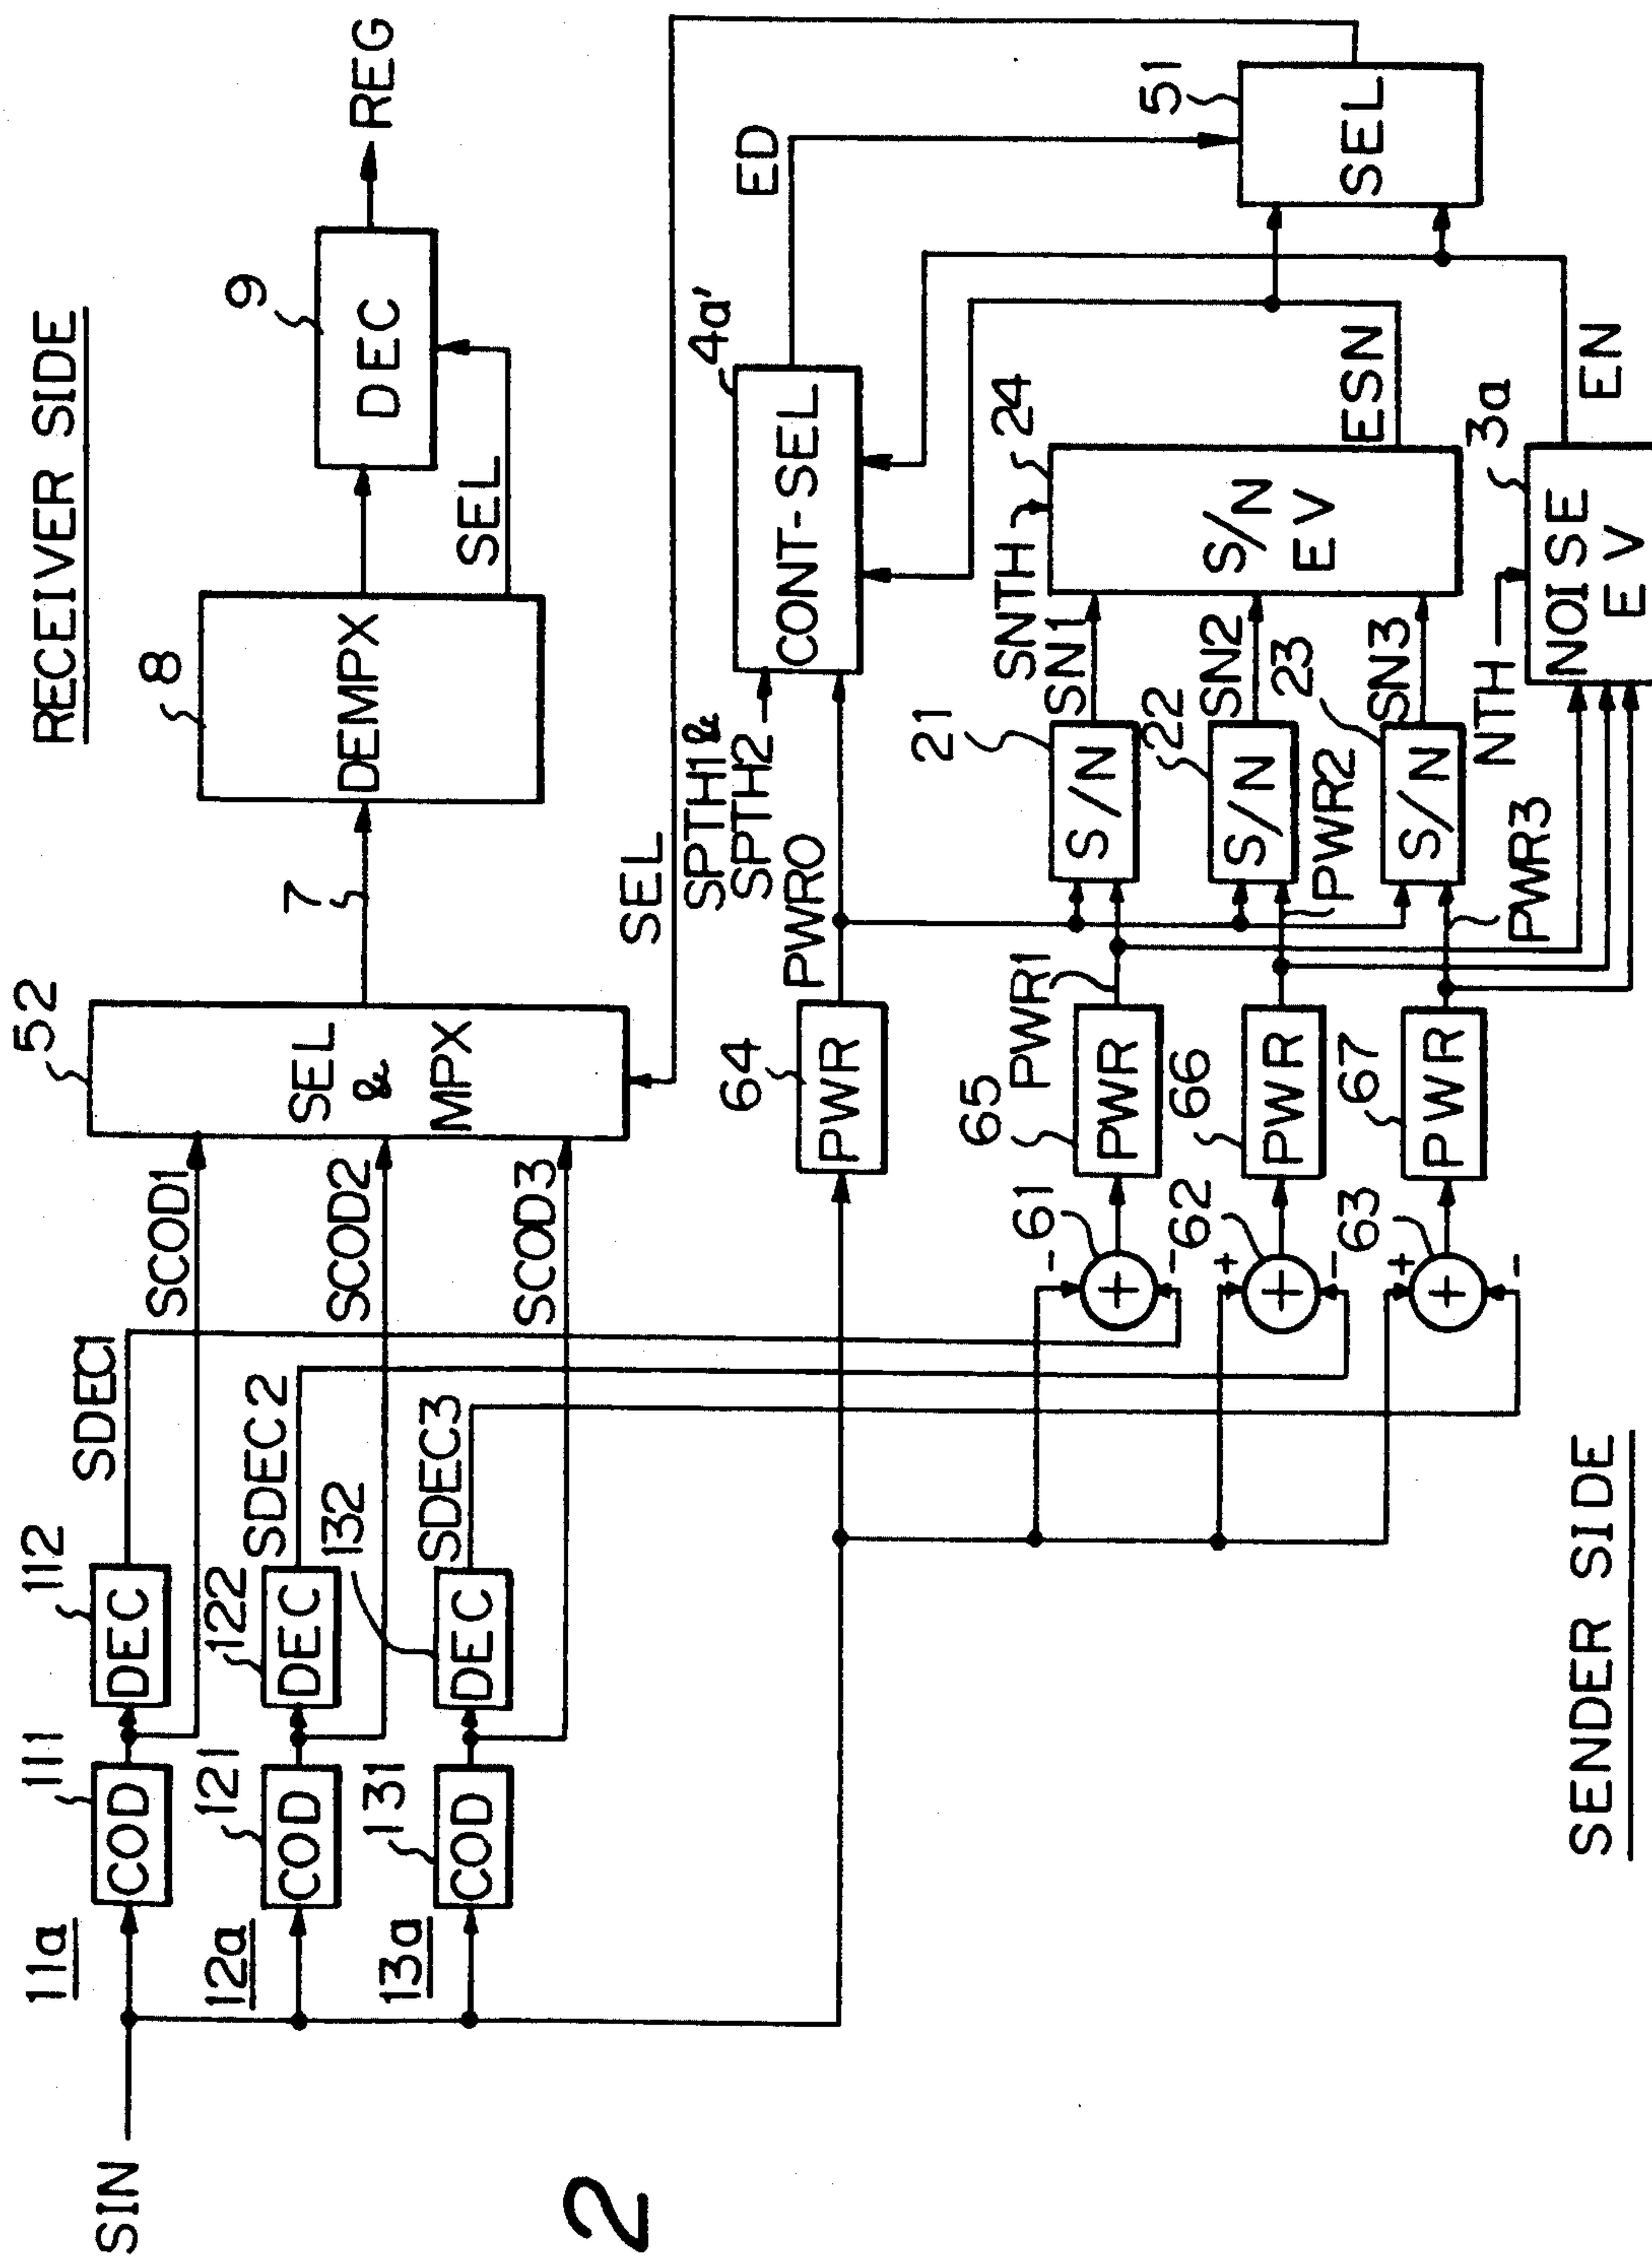 RECEIVER SIDE
11a
111
COD
112
DEC
SDEC1
SCOD1
52
SEL
&
MPX
7
8
DEMPX
9
DEC
REG
SEL
SIN
12a
121
COD
122
DEC
SDEC2
SCOD2
13a
131
COD
132
DEC
SDEC3
SCOD3
SEL
SPTH1 &
SPTH2
4a'
CONT-SEL
ED
64
PWR
PWR0
51
SEL
61
-
-
+
65
PWR
PWR1
21
S/N
SN1
SNTH
24
S/N
EV
ESN
62
+
-
+
66
PWR
PWR2
22
S/N
SN2
63
+
-
+
67
PWR
PWR3
23
S/N
SN3
NTH
3a
NOISE
EV
EN
SENDER SIDE
2